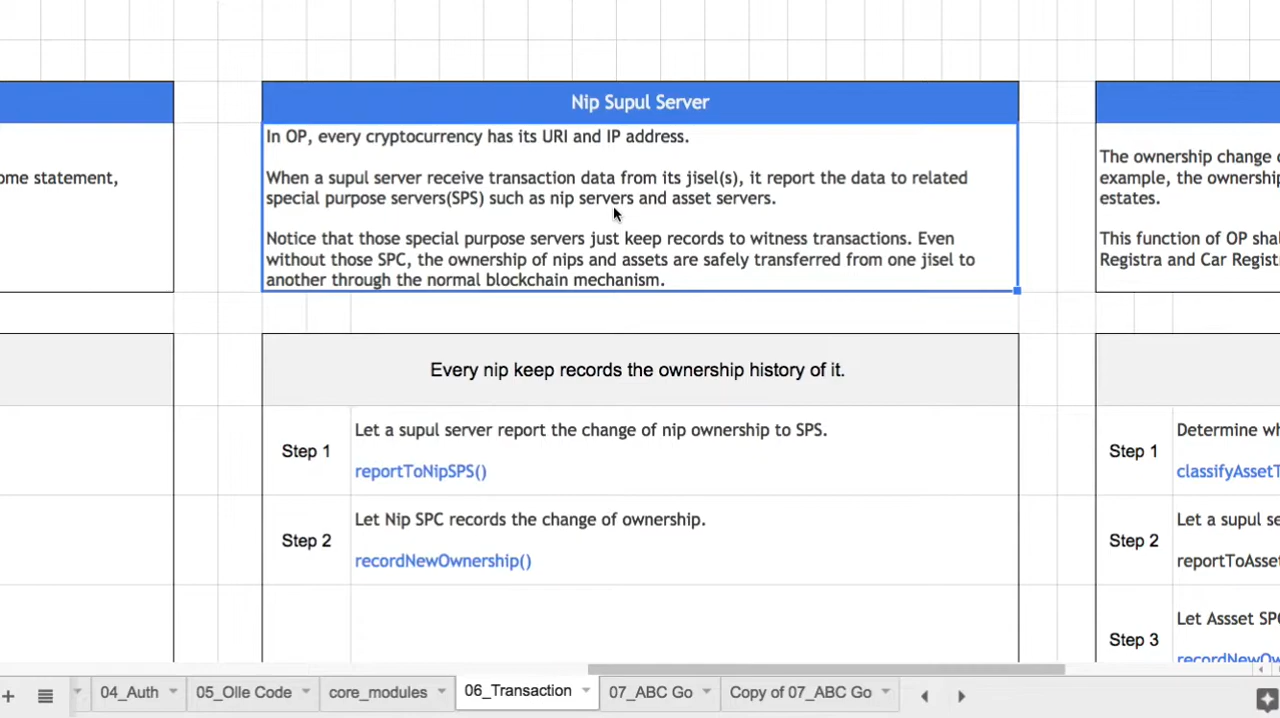 ome statement,
Nip Supul Server
In OP, every cryptocurrency has its URI and IP address.
When a supul server receive transaction data from its jisel(s), it report the data to related
special purpose servers(SPS) such as nip servers and asset servers.
Notice that those special purpose servers just keep records to witness transactions. Even
without those SPC, the ownership of nips and assets are safely transferred from one jisel to
another through the normal blockchain mechanism.
Every nip keep records the ownership history of it.
Step 1
Let a supul server report the change of nip ownership to SPS.
reportToNipSPS()
Step 2
Let Nip SPC records the change of ownership.
recordNewOwnership()
The ownership change
example, the ownership
estates.
This function of OP shal
Registra and Car Regist
Step 1
Determine wh
classifyAssetT
Step 2
Let a supul se
reportToAsse
Step 3
Let Assset SPC
recordNewOw
04_Auth
05_Olle Code
core_modules
06_Transaction
07_ABC Go
Copy of 07_ABC Go